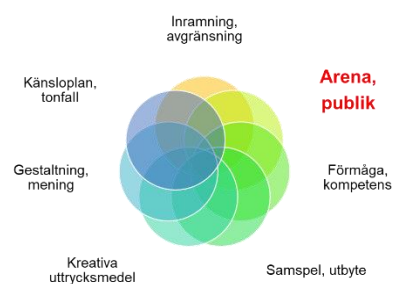 Inramning,
avgränsning
Arena,
publik
Förmåga,
kompetens
Samspel, utbyte
Kreativa
uttrycksmedel
Gestaltning,
mening
Känsloplan,
tonfall